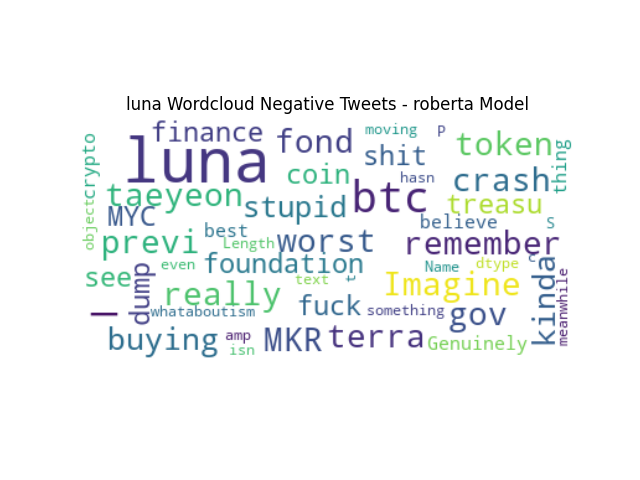 luna Wordcloud Negative Tweets - roberta Model
finance
fond
moving
p
token
thing
crypto
luna
coin
shit
hasn
crash
taeyeon
stupid
btc
treasu
MYC
best
believe
S
object
previ
Length
worst
remember
see
even
foundation
text
↵
Name
dtype
c
dump
really
Imagine
kinda
meanwhile
—
whataboutism
fuck
something
gov
buying
amp
isn
MKR
terra
Genuinely